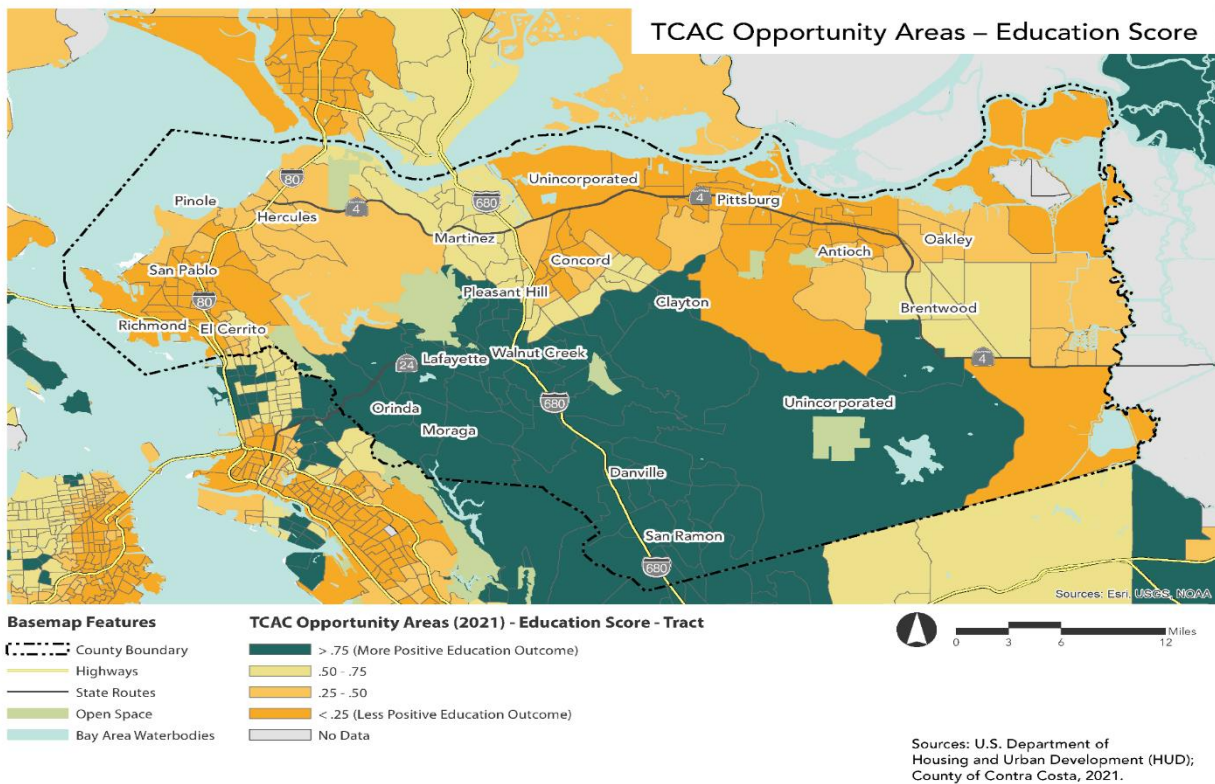 TCAC Opportunity Areas – Education Score
Unincorporated
80
Pinole
4
Pittsburg
680
Hercules
4
Martinez
Antioch
Oakley
Concord
San Pablo
Pleasant Hill
80
Clayton
Brentwood
Richmond
El Cerrito
Walnut Creek
4
Lafayette
24
Orinda
680
Unincorporated
Moraga
Danville
San Ramon
680
Sources: Esri, USGS, NOAA
Basemap Features
County Boundary
Highways
State Routes
Open Space
Bay Area Waterbodies
TCAC Opportunity Areas (2021) - Education Score - Tract
> .75 (More Positive Education Outcome)
.50 - .75
.25 - .50
< .25 (Less Positive Education Outcome)
No Data
0 3 6 12 Miles
Sources: U.S. Department of
Housing and Urban Development (HUD);
County of Contra Costa, 2021.